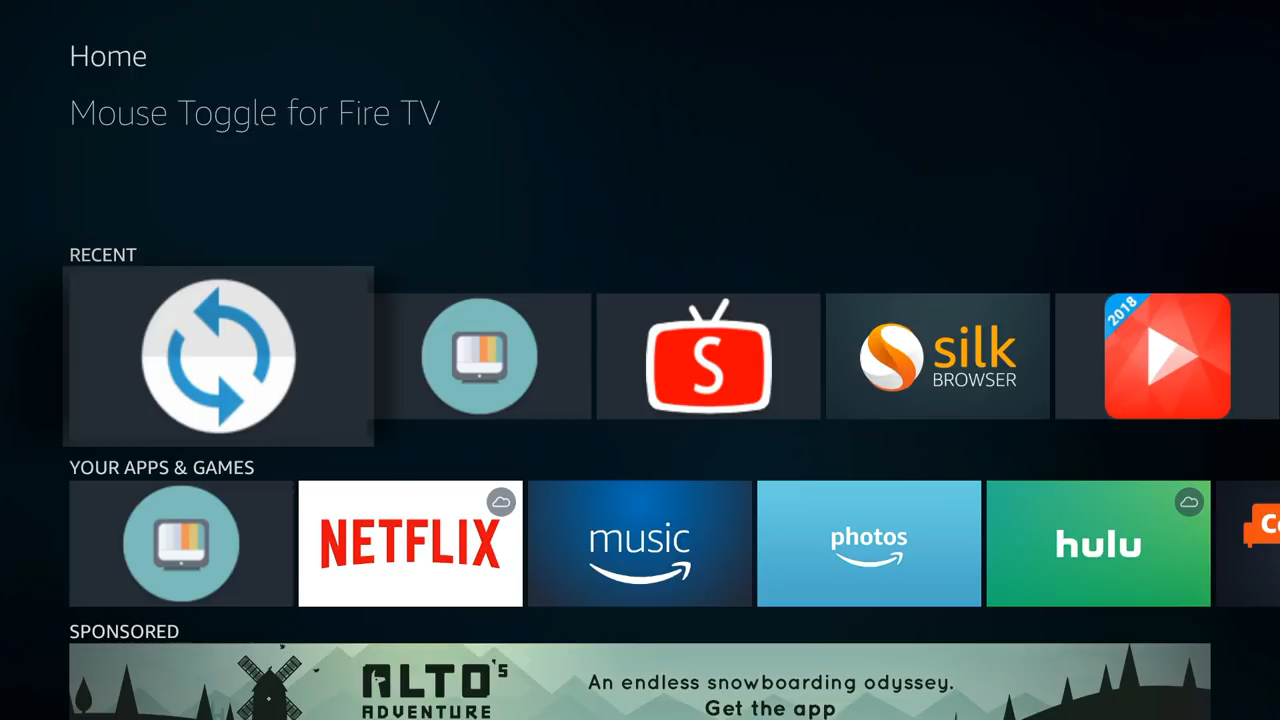 Home
Mouse Toggle for Fire TV
RECENT
S
silk
BROWSER
2018
YOUR APPS & GAMES
NETFLIX
music
photos
hulu
SPONSORED
ALTO'S
ADVENTURE
An endless snowboarding odyssey.
Get the app